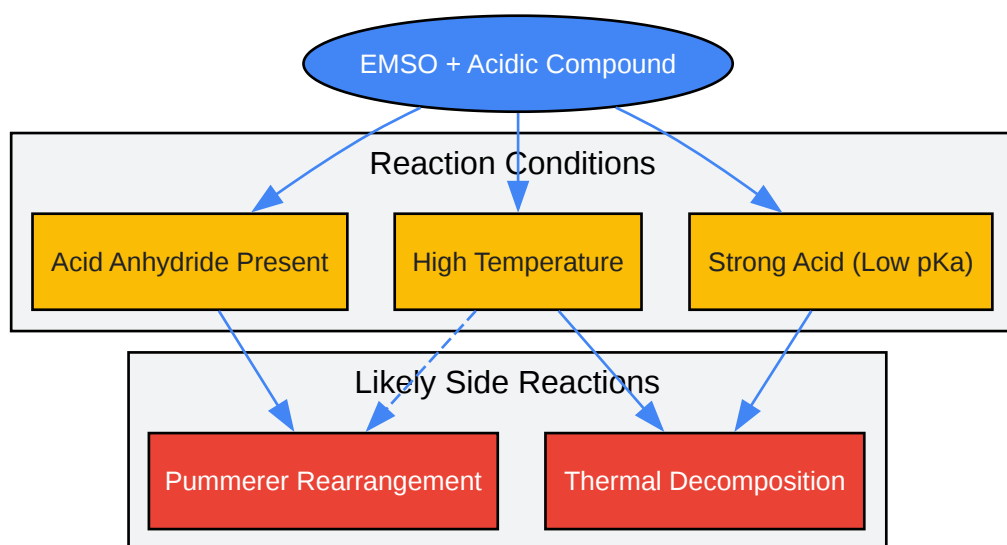 EMSO + Acidic Compound
Reaction Conditions
Acid Anhydride Present
High Temperature
Strong Acid (Low pKa)
Likely Side Reactions
Pummerer Rearrangement
Thermal Decomposition